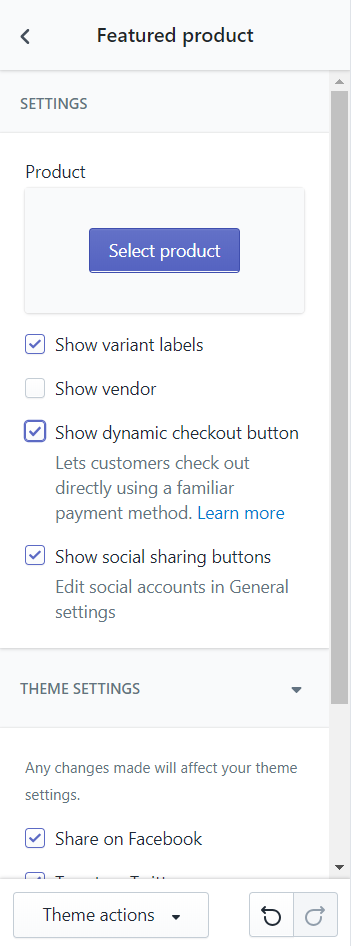 Featured product
SETTINGS
Product
Select product
Show variant labels
Show vendor
Show dynamic checkout button
Lets customers check out
directly using a familiar
payment method. Learn more
Show social sharing buttons
Edit social accounts in General
settings
THEME SETTINGS
Any changes made will affect your theme
settings.
Share on Facebook
Theme actions